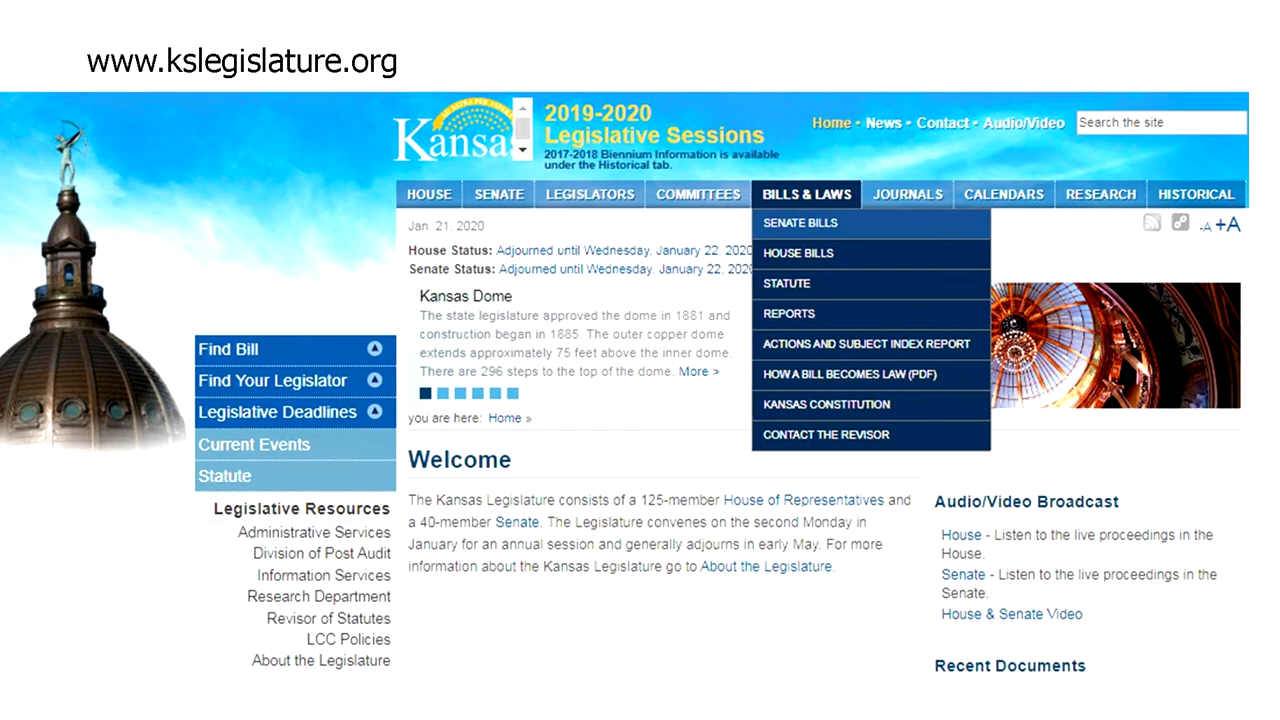 www.kslegislature.org
Kansas
2019-2020
Legislative Sessions
2017-2018 Biennium Information is available
under the Historical tab.
Home • News • Contact • Audio/Video
Search the site
HOUSE SENATE LEGISLATORS COMMITTEES BILLS & LAWS JOURNALS CALENDARS RESEARCH HISTORICAL
SENATE BILLS
HOUSE BILLS
STATUTE
REPORTS
ACTIONS AND SUBJECT INDEX REPORT
HOW A BILL BECOMES LAW (PDF)
KANSAS CONSTITUTION
CONTACT THE REVISOR
-A +A
Jan. 21, 2020
House Status: Adjourned until Wednesday, January 22, 2020
Senate Status: Adjourned until Wednesday, January 22, 2020
Kansas Dome
The state legislature approved the dome in 1881 and
construction began in 1885. The outer copper dome
extends approximately 75 feet above the inner dome.
There are 296 steps to the top of the dome. More >
you are here: Home »
Find Bill
Find Your Legislator
Legislative Deadlines
Current Events
Statute
Legislative Resources
Administrative Services
Division of Post Audit
Information Services
Research Department
Revisor of Statutes
LCC Policies
About the Legislature
Welcome
The Kansas Legislature consists of a 125-member House of Representatives and
a 40-member Senate. The Legislature convenes on the second Monday in
January for an annual session and generally adjourns in early May. For more
information about the Kansas Legislature go to About the Legislature.
Audio/Video Broadcast
House - Listen to the live proceedings in the
House.
Senate - Listen to the live proceedings in the
Senate.
House & Senate Video
Recent Documents